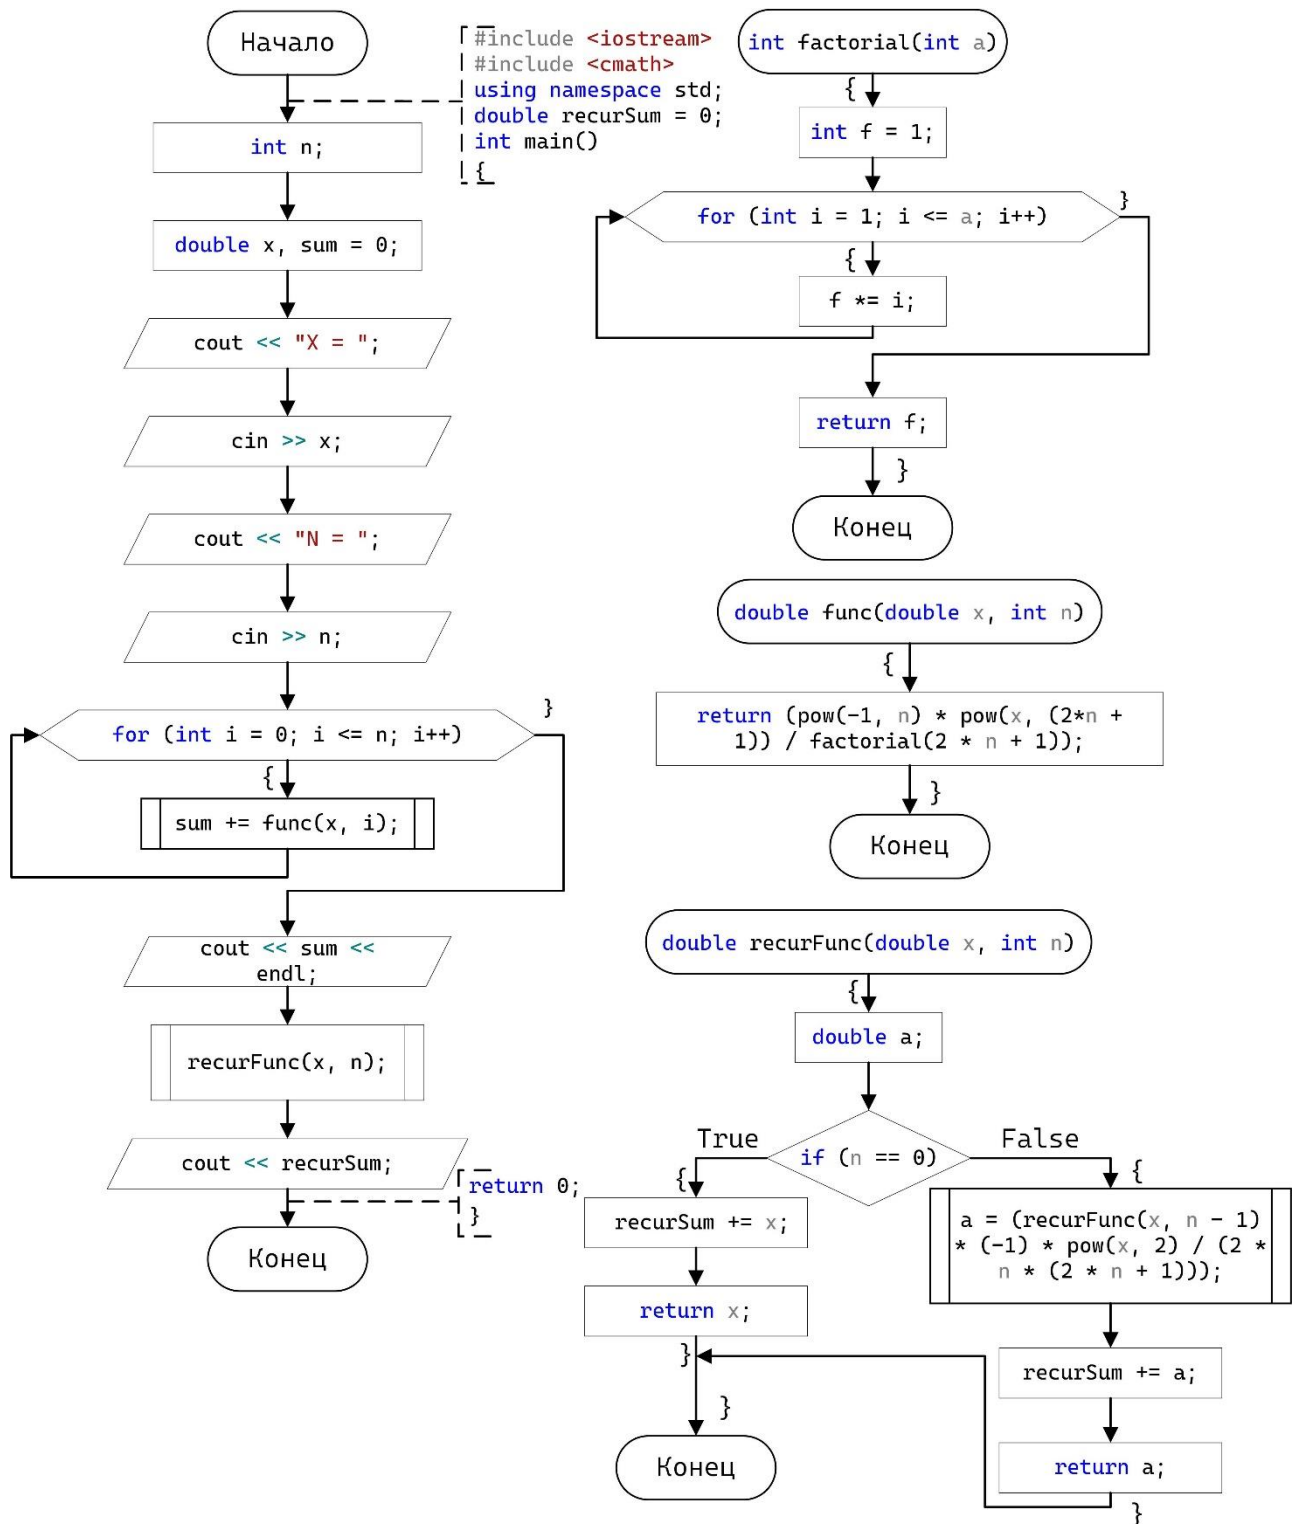 Начало
#include <iostream>
#include <cmath>
using namespace std;
double recurSum = 0;
int main()
{
int n;
double x, sum = 0;
cout << "X = ";
cin >> x;
cout << "N = ";
cin >> n;
for (int i = 0; i <= n; i++)
}
{
sum += func(x, i);
cout << sum <<
endl;
recurFunc(x, n);
cout << recurSum;
return 0;
}
Конец
int factorial(int a)
{
int f = 1;
for (int i = 1; i <= a; i++)
}
{
f *= i;
return f;
}
Конец
double func(double x, int n)
{
return (pow(-1, n) * pow(x, (2*n +
1)) / factorial(2 * n + 1));
}
Конец
double recurFunc(double x, int n)
{
double a;
if (n == 0)
True
{
recurSum += x;
return x;
}
False
{
a = (recurFunc(x, n - 1)
* (-1) * pow(x, 2) / (2 *
n * (2 * n + 1)));
recurSum += a;
return a;
}
}
Конец